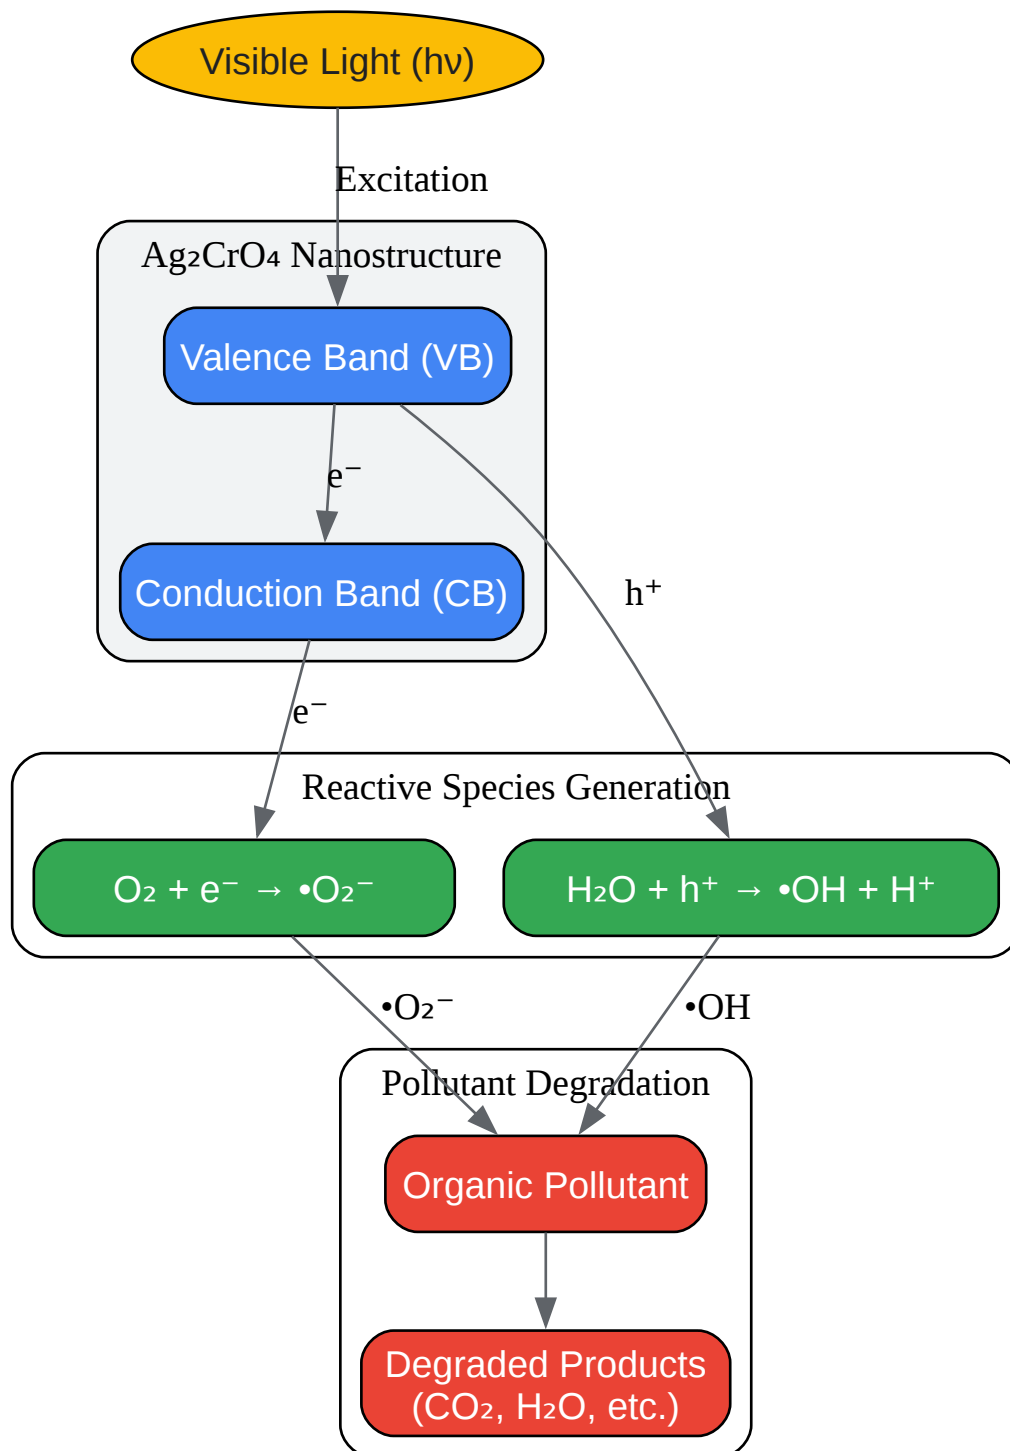 Visible Light (hν)
Excitation
Ag₂CrO₄ Nanostructure
Valence Band (VB)
e⁻
Conduction Band (CB)
h⁺
e⁻
Reactive Species Generation
O₂ + e⁻ → •O₂⁻
H₂O + h⁺ → •OH + H⁺
•O₂⁻
•OH
Pollutant Degradation
Organic Pollutant
Degraded Products
(CO₂, H₂O, etc.)